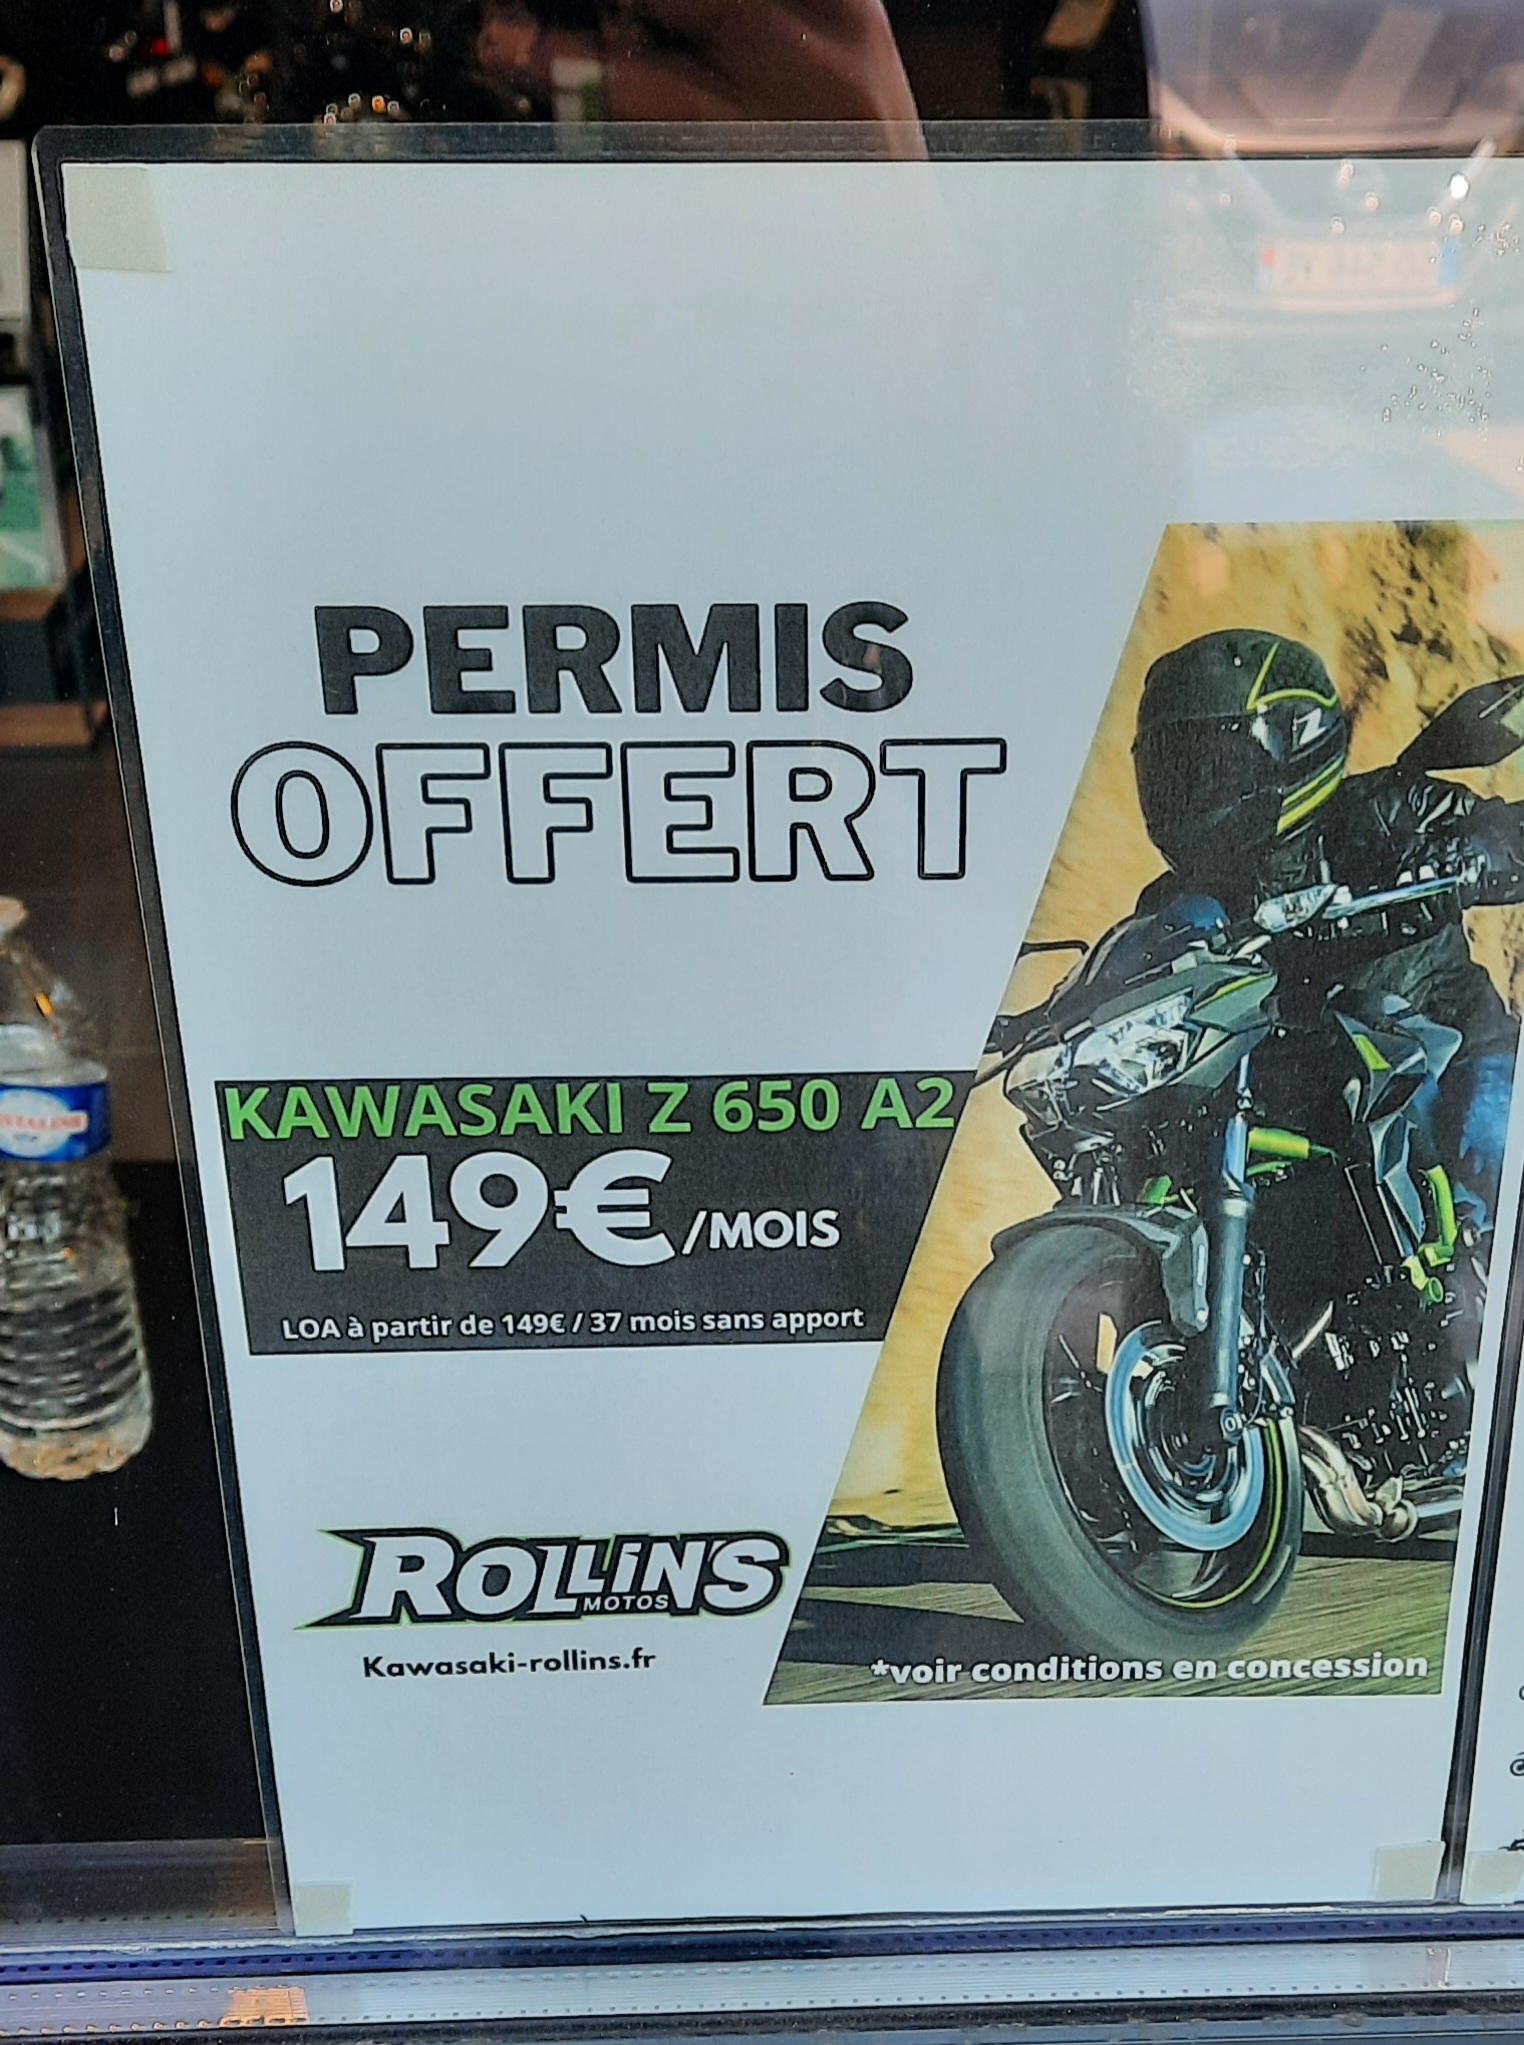 PERMIS
OFFERT
KAWASAKI Z 650 A2
149€/MOIS
LOA à partir de 149€ / 37 mois sans apport
ROLLIN'S
MOTOS
Kawasaki-rollins.fr
*voir conditions en concession